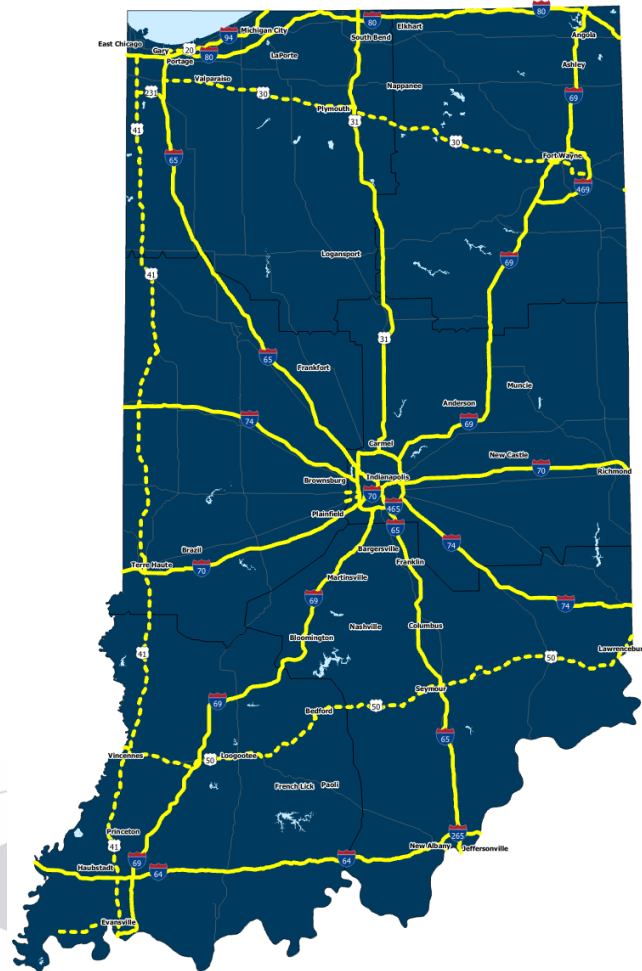 80
80
Michigan City
Elkhart
94
South Bend
Angola
East Chicago
20
Gary
80
LaPorte
Portage
Ashley
Valparaiso
Nappanee
231
30
69
Plymouth
31
41
30
65
Fort Wayne
469
Logansport
69
41
31
65
Frankfort
Muncie
Anderson
74
69
Carmel
New Castle
70
Richmond
Brownsburg
Indianapolis
70
465
Plainfield
65
74
Bargersville
Brazil
Franklin
Terre Haute
70
Martinsville
69
74
Nashville
Columbus
Bloomington
41
50
Lawrencebur
Seymour
69
50
Bedford
65
Vincennes
50
Loogootee
French Lick
Paoli
Princeton
265
41
New Albany
Jeffersonville
69
64
Haubstadt
64
Evansville